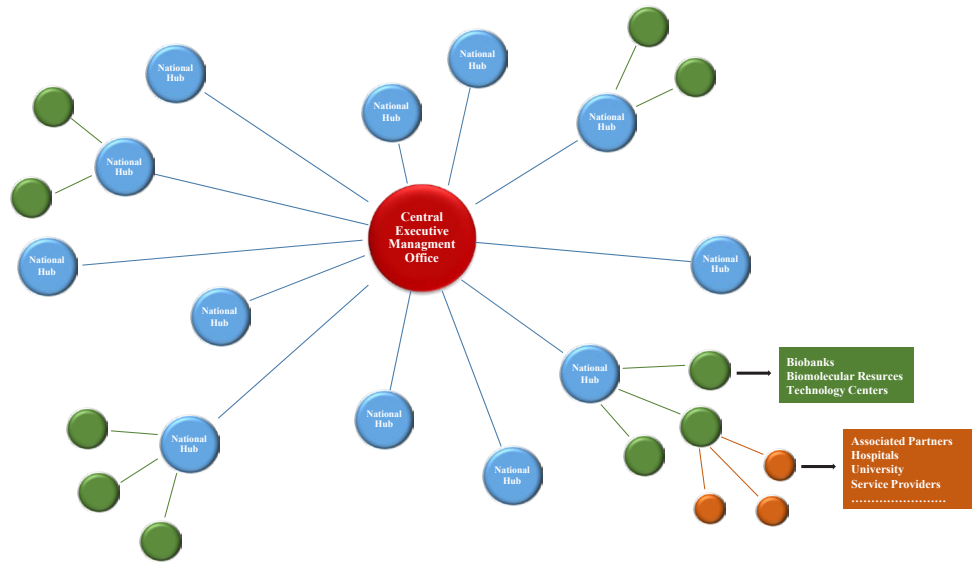 National
Hub
National
Hub
National
Hub
National
Hub
National
Hub
Central
Executive
Managment
Office
National
Hub
National
Hub
National
Hub
National
Hub
Biobanks
Biomolecular Resurces
Technology Centers
National
Hub
National
Hub
Associated Partners
Hospitals
University
Service Providers
........................
National
Hub